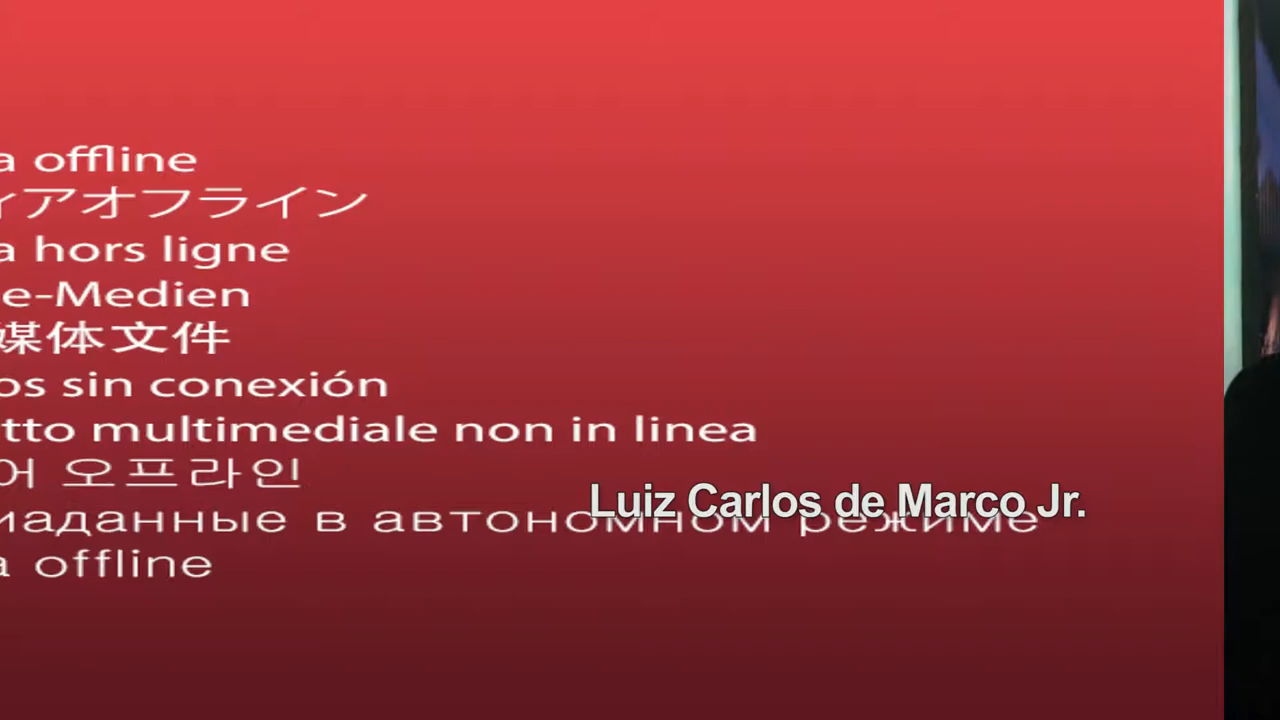 a offline
ィアオフライン
a hors ligne
e-Medien
媒体文件
os sin conexión
tto multimediale non in linea
어 오프라인
Luiz Carlos de Marco Jr.
иаданные в автономном режиме
a offline